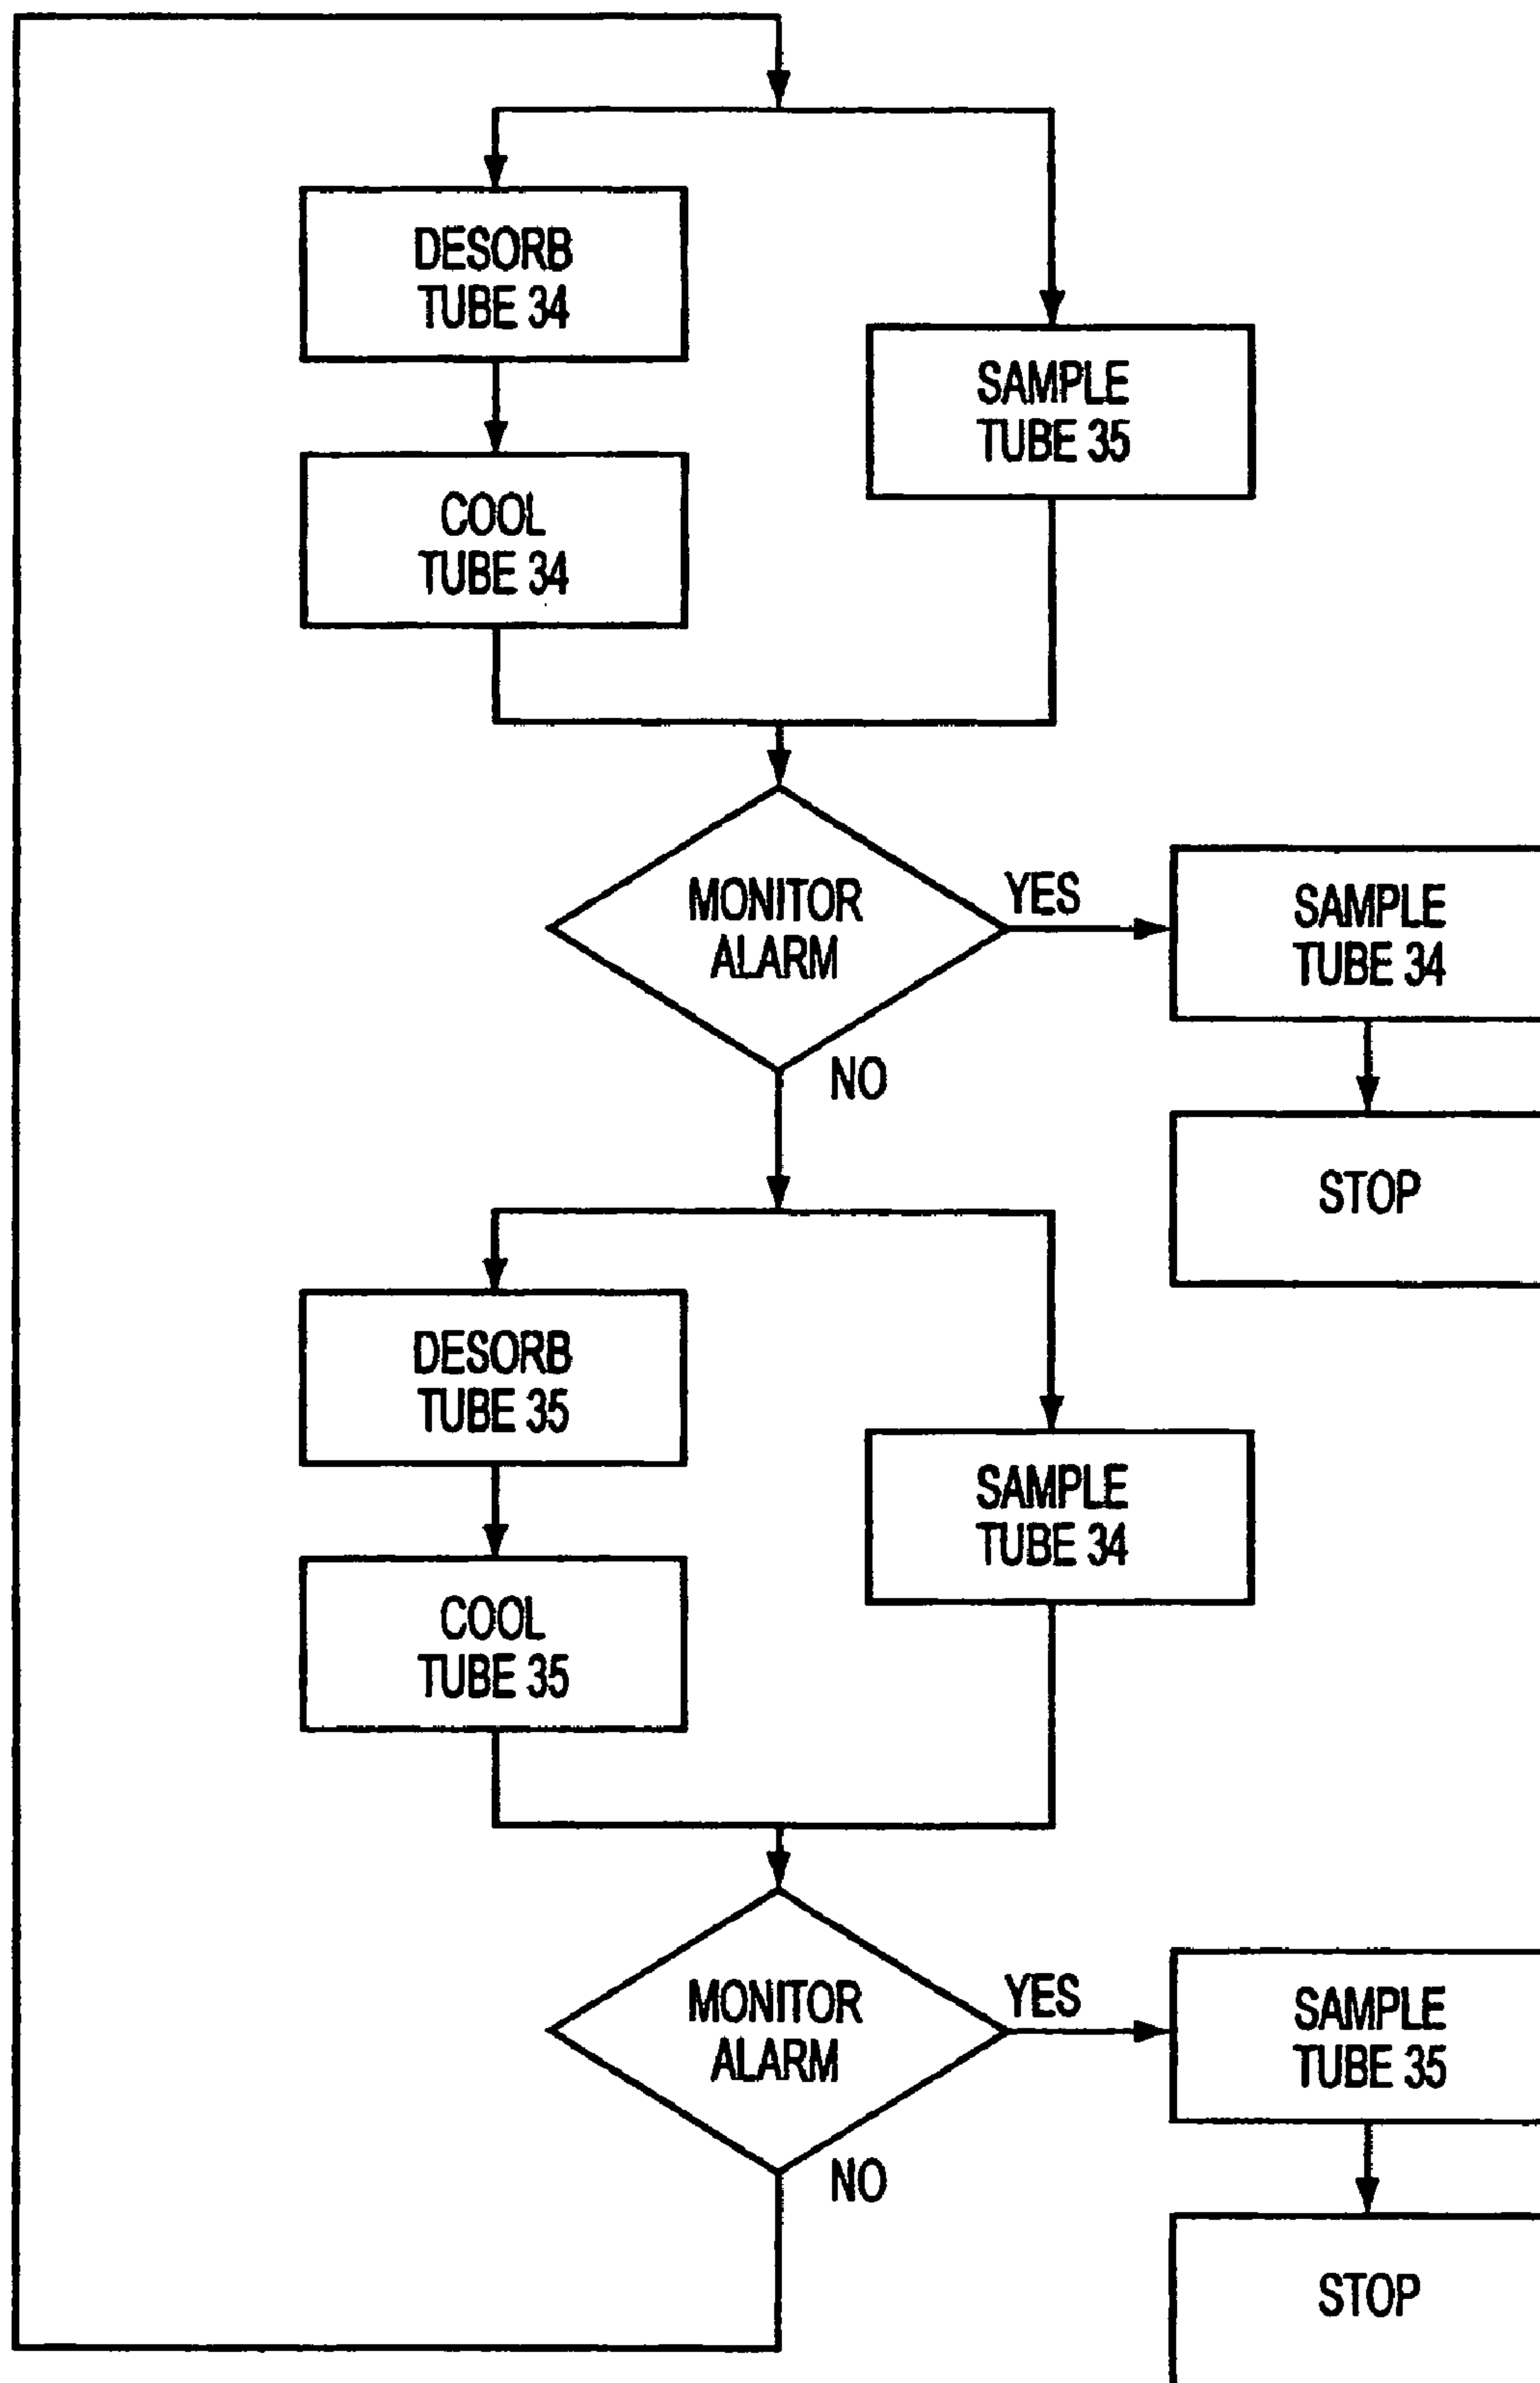 DESORB
TUBE 34
SAMPLE
TUBE 35
COOL
TUBE 34
MONITOR
ALARM
YES
SAMPLE
TUBE 34
NO
STOP
DESORB
TUBE 35
SAMPLE
TUBE 34
COOL
TUBE 35
MONITOR
ALARM
YES
SAMPLE
TUBE 35
NO
STOP